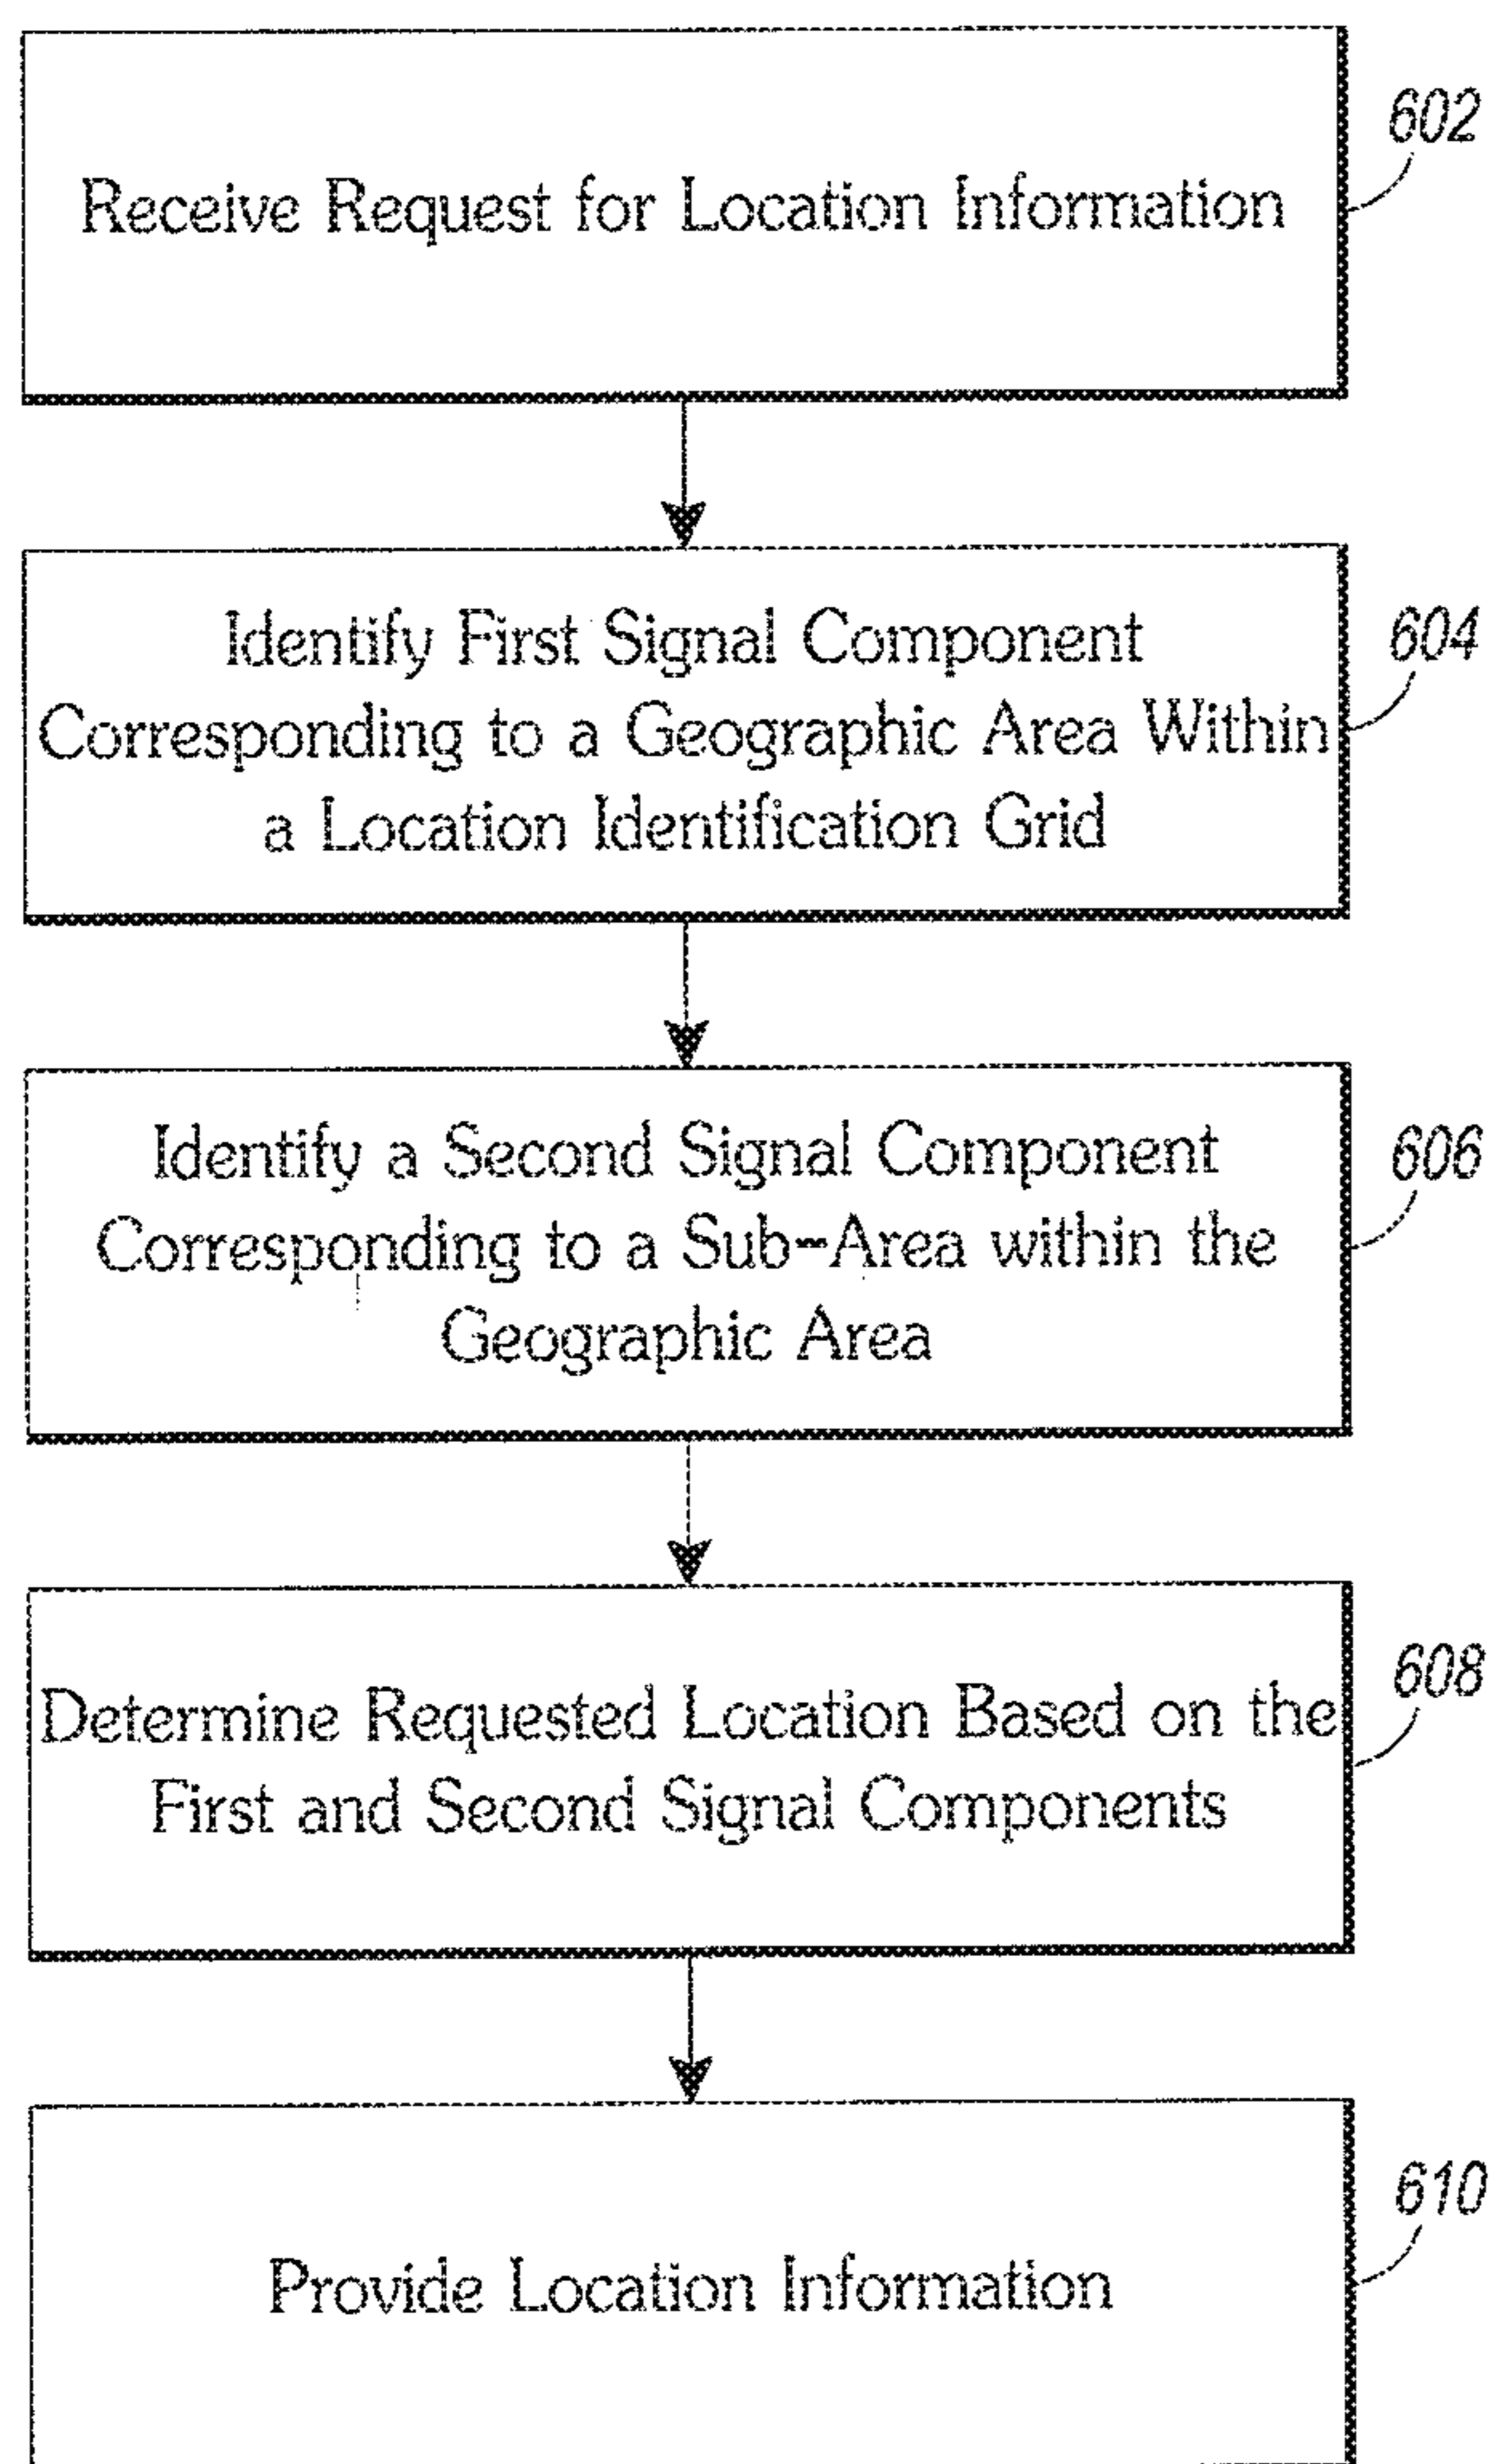 602
Receive Request for Location Information
604
Identify First Signal Component
Corresponding to a Geographic Area Within
a Location Identification Grid
606
Identify a Second Signal Component
Corresponding to a Sub-Area within the
Geographic Area
608
Determine Requested Location Based on the
First and Second Signal Components
610
Provide Location Information